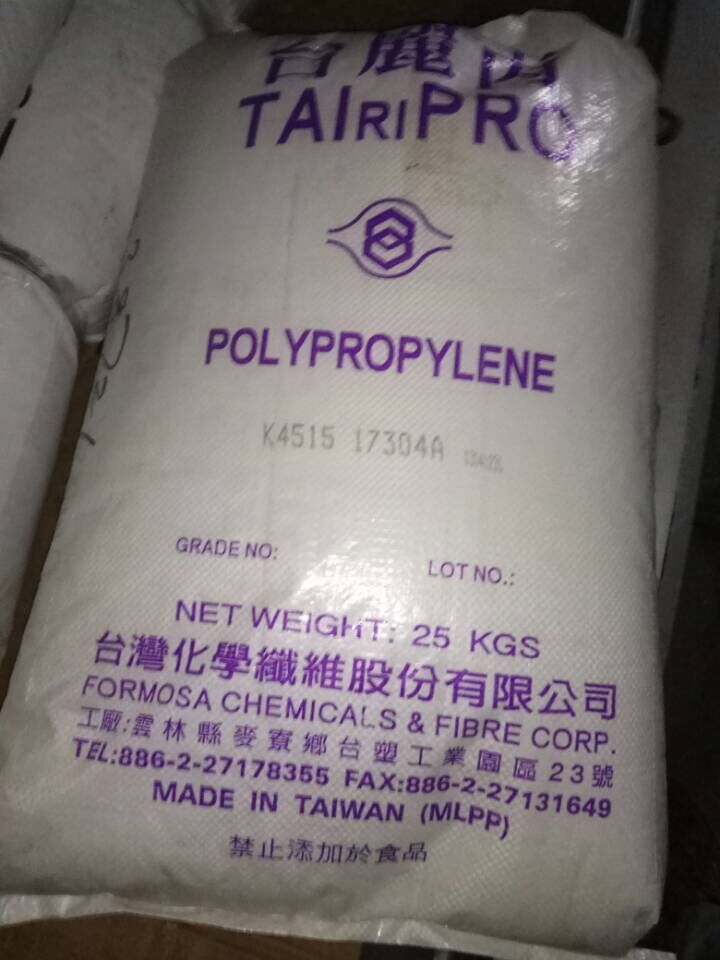 台麗朔
TAIRIPRO
POLYPROPYLENE
K4515 17304A
GRADE NO:
LOT NO.:
NET WEIGHT: 25 KGS
台灣化學纖維股份有限公司
FORMOSA CHEMICALS & FIBRE CORP.
工廠:雲林縣麥寮鄉台塑工業園區23號
TEL:886-2-27178355 FAX:886-2-27131649
MADE IN TAIWAN (MLPP)
禁止添加於食品